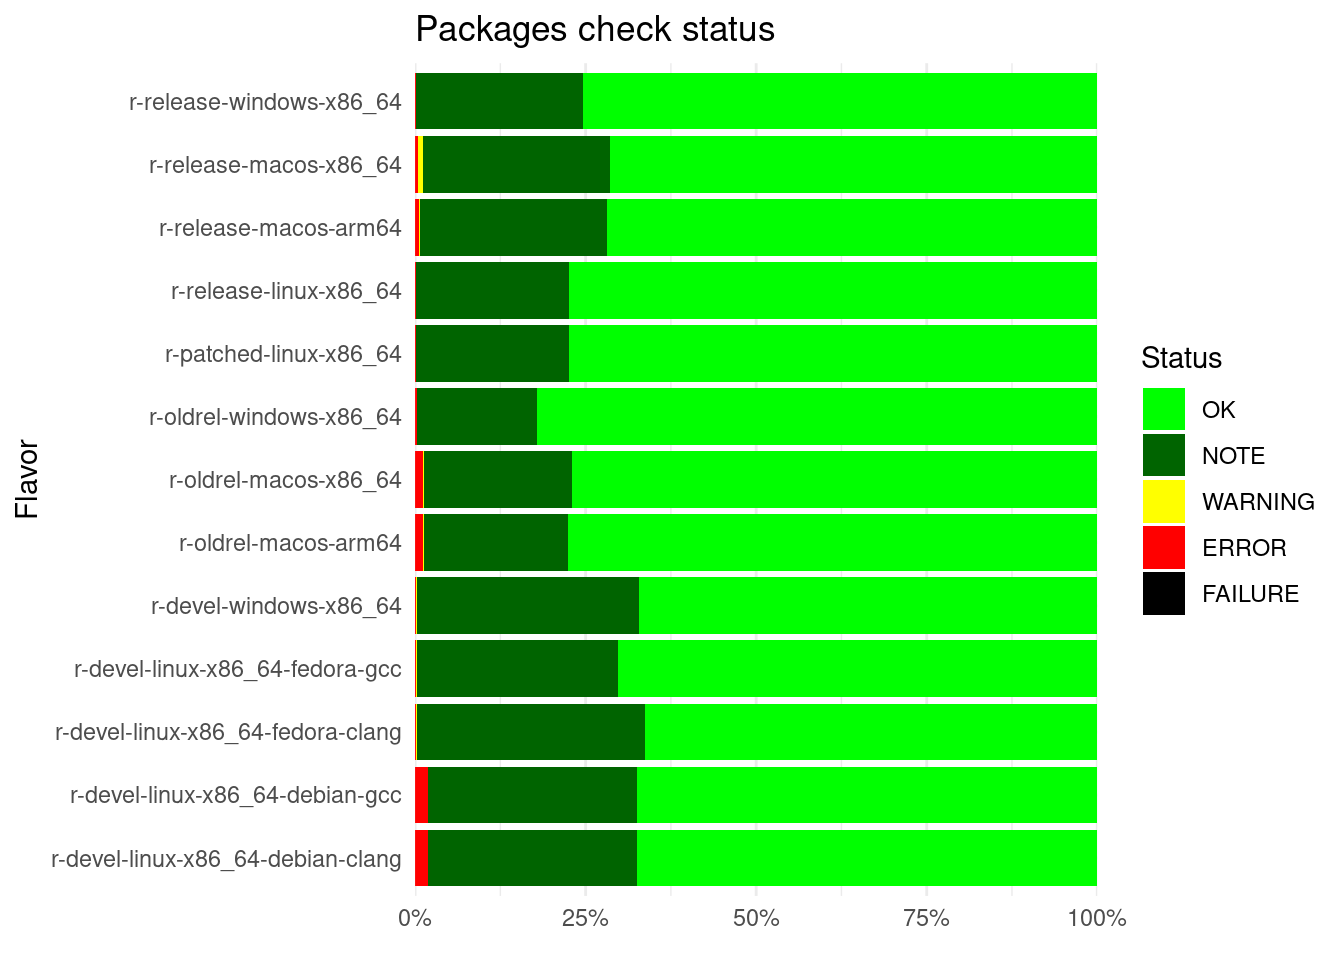 Packages check status
Flavor
r-release-windows-x86_64
r-release-macos-x86_64
r-release-macos-arm64
r-release-linux-x86_64
r-patched-linux-x86_64
r-oldrel-windows-x86_64
r-oldrel-macos-x86_64
r-oldrel-macos-arm64
r-devel-windows-x86_64
r-devel-linux-x86_64-fedora-gcc
r-devel-linux-x86_64-fedora-clang
r-devel-linux-x86_64-debian-gcc
r-devel-linux-x86_64-debian-clang
0% 25% 50% 75% 100%
Status
OK
NOTE
WARNING
ERROR
FAILURE